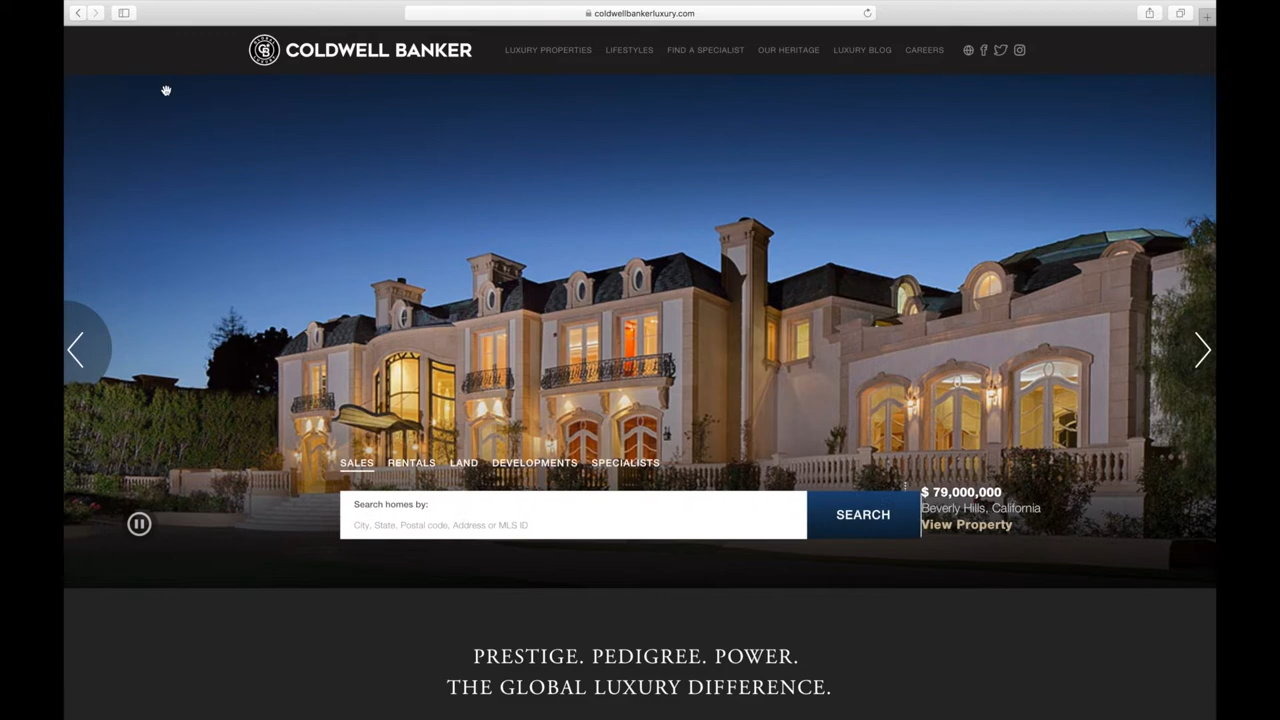 coldwellbankerluxury.com
COLDWELL BANKER
LUXURY PROPERTIES
LIFESTYLES
FIND A SPECIALIST
OUR HERITAGE
LUXURY BLOG
CAREERS
SALES
RENTALS
LAND
DEVELOPMENTS
SPECIALISTS
Search homes by:
City, State, Postal code, Address or MLS ID
SEARCH
$ 79,000,000
Beverly Hills, California
View Property
PRESTIGE. PEDIGREE. POWER.
THE GLOBAL LUXURY DIFFERENCE.